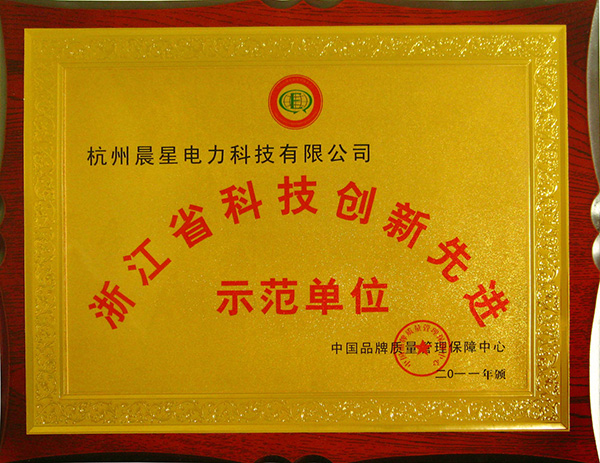 杭州晨星电力科技有限公司
浙江省科技创新先进
示范单位
中国品牌质量管理保障中心
二0一一年颁